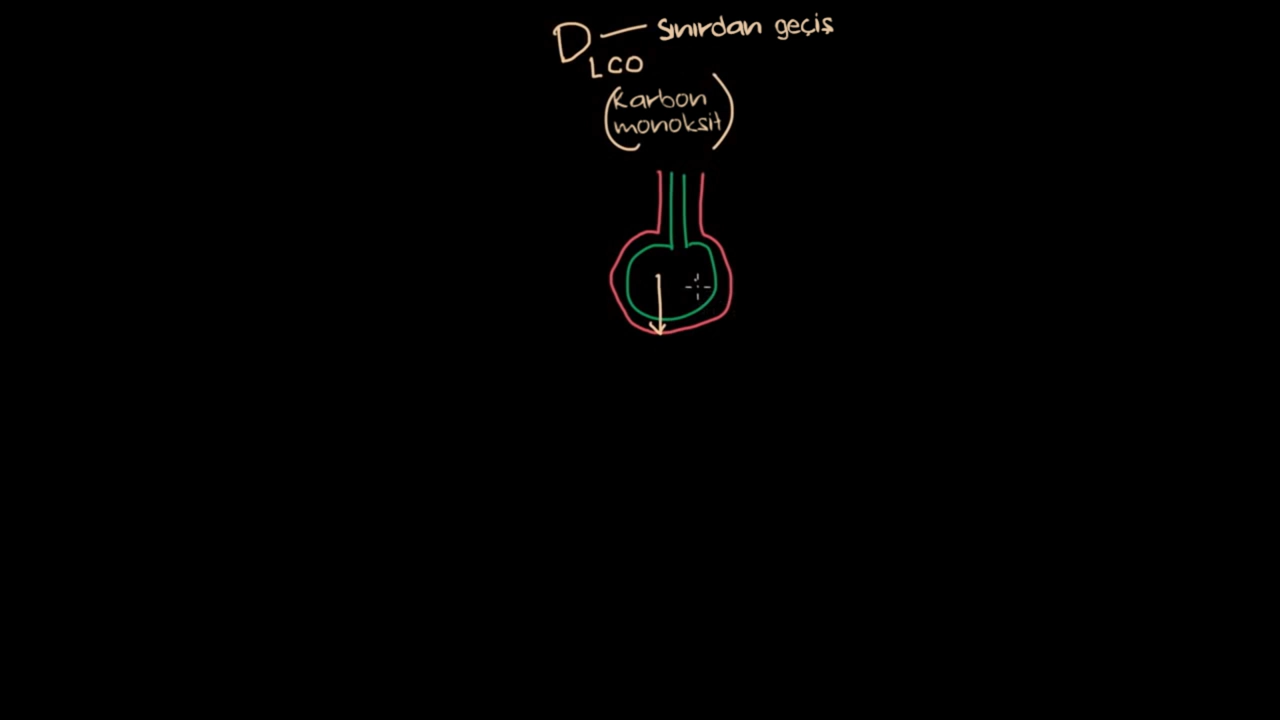 D — sınırdan geçiş
LCO
(karbon
monoksit)